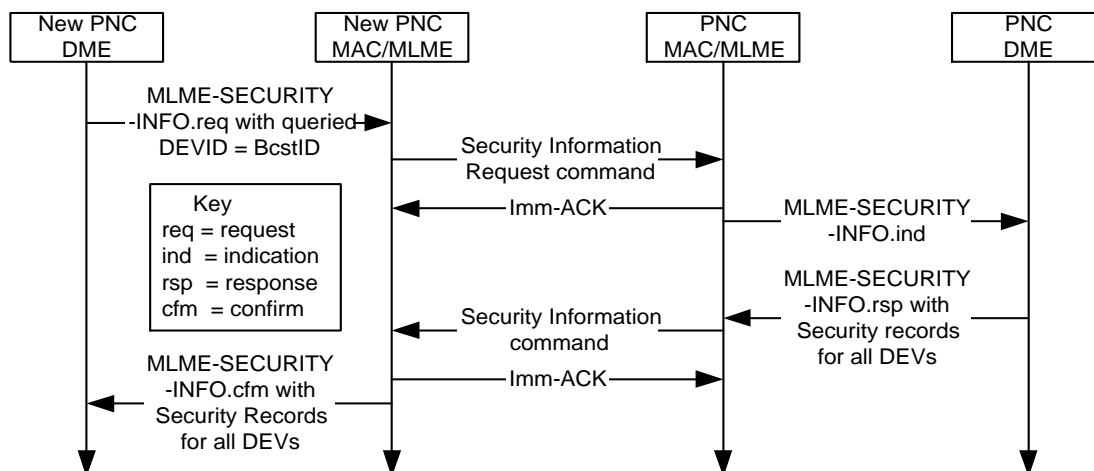 New PNC
DME
New PNC
MAC/MLME
PNC
MAC/MLME
PNC
DME
MLME-SECURITY
-INFO.req with queried
DEVID = BcstID
Security Information
Request command
Imm-ACK
MLME-SECURITY
-INFO.ind
Key
req = request
ind = indication
rsp = response
cfm = confirm
MLME-SECURITY
-INFO.rsp with
Security records
for all DEVs
Security Information
command
MLME-SECURITY
-INFO.cfm with
Security Records
for all DEVs
Imm-ACK